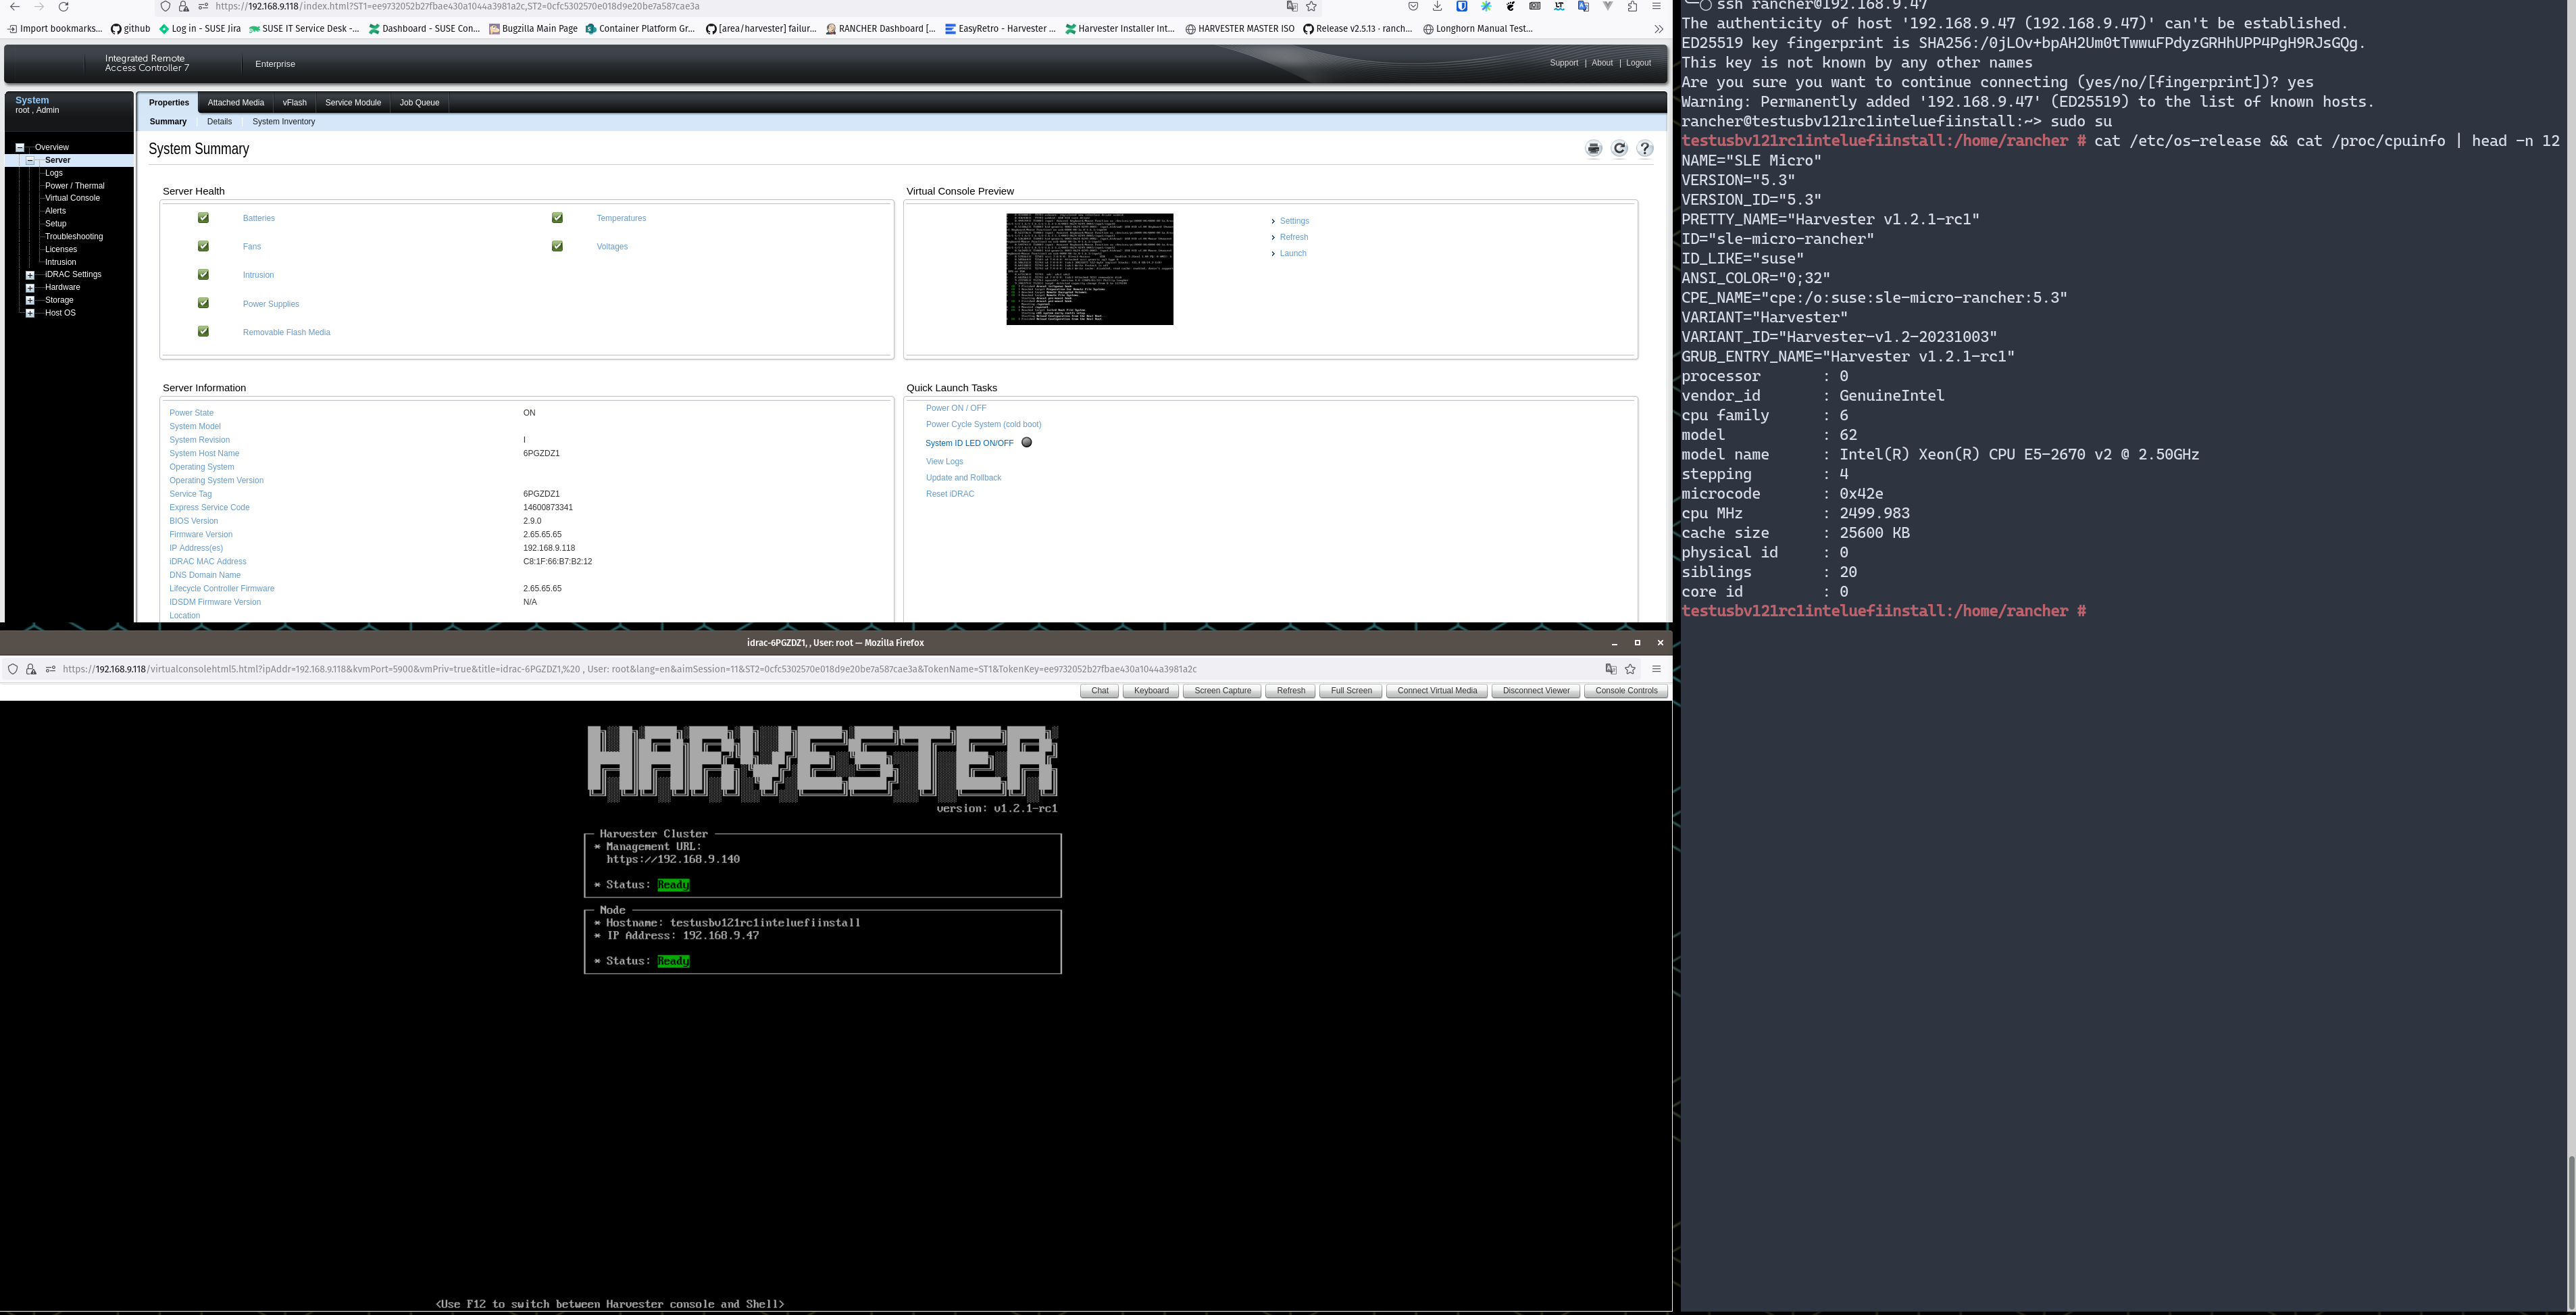 https://192.168.9.118/index.html?ST1=ee9732052b27fbae430a1044a3981a2c,ST2=0cfc5302570e018d9e20be7a587cae3a
Import bookmarks... github Log in - SUSE Jira SUSE IT Service Desk -... Dashboard - SUSE Con... Bugzilla Main Page Container Platform Gr... [area/harvester] failur... RANCHER Dashboard [... EasyRetro - Harvester ... Harvester Installer Int... HARVESTER MASTER ISO Release v2.5.13 · ranch... Longhorn Manual Test...
Integrated Remote
Access Controller 7
Enterprise
Support | About | Logout
System
root , Admin
Overview
Server
Logs
Power / Thermal
Virtual Console
Alerts
Setup
Troubleshooting
Licenses
Intrusion
iDRAC Settings
Hardware
Storage
Host OS
Properties Attached Media vFlash Service Module Job Queue
Summary Details System Inventory
System Summary
Server Health
Batteries Temperatures
Fans Voltages
Intrusion
Power Supplies
Removable Flash Media
Virtual Console Preview
Settings
Refresh
Launch
Server Information
Power State ON
System Model
System Revision I
System Host Name 6PGZDZ1
Operating System
Operating System Version
Service Tag 6PGZDZ1
Express Service Code 14600873341
BIOS Version 2.9.0
Firmware Version 2.65.65.65
IP Address(es) 192.168.9.118
iDRAC MAC Address C8:1F:66:B7:B2:12
DNS Domain Name
Lifecycle Controller Firmware 2.65.65.65
IDSDM Firmware Version N/A
Location
Quick Launch Tasks
Power ON / OFF
Power Cycle System (cold boot)
System ID LED ON/OFF
View Logs
Update and Rollback
Reset iDRAC
idrac-6PGZDZ1, , User: root — Mozilla Firefox
https://192.168.9.118/virtualconsolehtml5.html?ipAddr=192.168.9.118&kvmPort=5900&vmPriv=true&title=idrac-6PGZDZ1,%20 , User: root&lang=en&aimSession=11&ST2=0cfc5302570e018d9e20be7a587cae3a&TokenName=ST1&TokenKey=ee9732052b27fbae430a1044a3981a2c
Chat Keyboard Screen Capture Refresh Full Screen Connect Virtual Media Disconnect Viewer Console Controls
HARVESTER
version: v1.2.1-rc1
Harvester Cluster
* Management URL:
https://192.168.9.140
* Status: Ready
Node
* Hostname: testusbv121rc1inteluefiinstall
* IP Address: 192.168.9.47
* Status: Ready
<Use F12 to switch between Harvester console and Shell>
ssh rancher@192.168.9.47
The authenticity of host '192.168.9.47 (192.168.9.47)' can't be established.
ED25519 key fingerprint is SHA256:/0jLOv+bpAH2Um0tTwwuFPdyzGRHhUPP4PgH9RJsGQg.
This key is not known by any other names
Are you sure you want to continue connecting (yes/no/[fingerprint])? yes
Warning: Permanently added '192.168.9.47' (ED25519) to the list of known hosts.
rancher@testusbv121rc1inteluefiinstall:~> sudo su
testusbv121rc1inteluefiinstall:/home/rancher # cat /etc/os-release && cat /proc/cpuinfo | head -n 12
NAME="SLE Micro"
VERSION="5.3"
VERSION_ID="5.3"
PRETTY_NAME="Harvester v1.2.1-rc1"
ID="sle-micro-rancher"
ID_LIKE="suse"
ANSI_COLOR="0;32"
CPE_NAME="cpe:/o:suse:sle-micro-rancher:5.3"
VARIANT="Harvester"
VARIANT_ID="Harvester-v1.2-20231003"
GRUB_ENTRY_NAME="Harvester v1.2.1-rc1"
processor : 0
vendor_id : GenuineIntel
cpu family : 6
model : 62
model name : Intel(R) Xeon(R) CPU E5-2670 v2 @ 2.50GHz
stepping : 4
microcode : 0x42e
cpu MHz : 2499.983
cache size : 25600 KB
physical id : 0
siblings : 20
core id : 0
testusbv121rc1inteluefiinstall:/home/rancher #